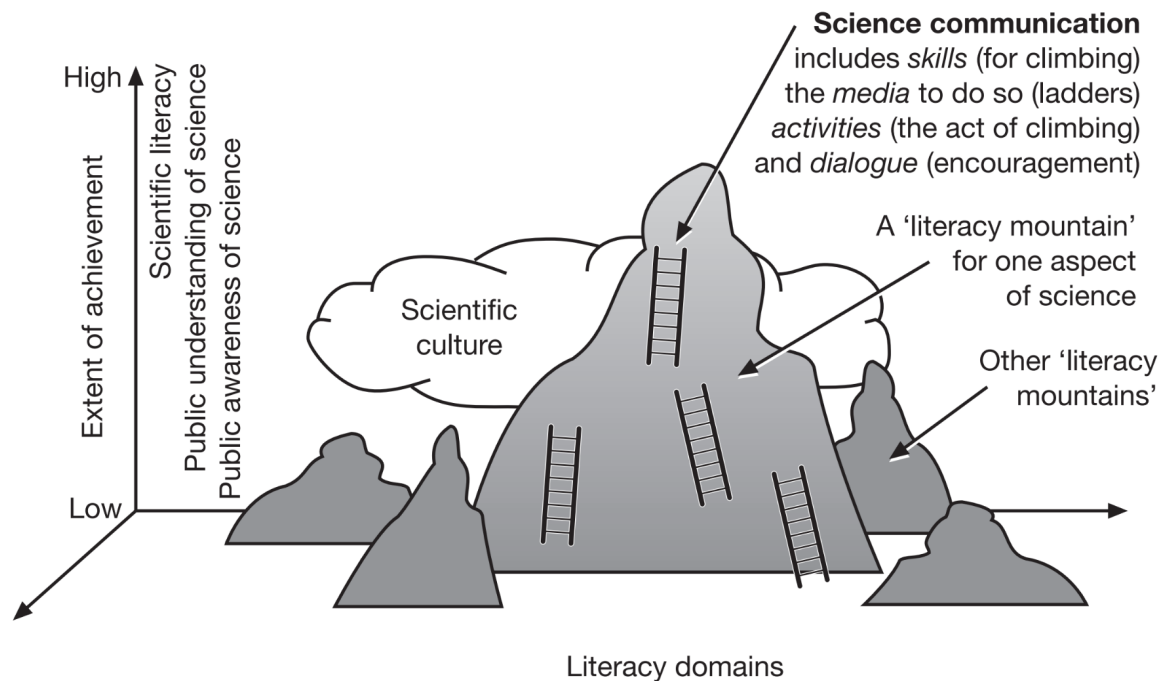 Science communication
includes skills (for climbing)
the media to do so (ladders)
activities (the act of climbing)
and dialogue (encouragement)
High
Extent of achievement
Scientific literacy
Public understanding of science
Public awareness of science
Low
A ‘literacy mountain’
for one aspect
of science
Scientific
culture
Other ‘literacy
mountains’
Literacy domains